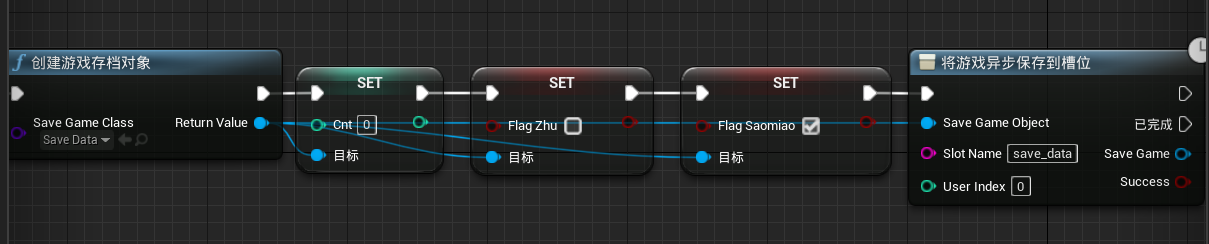 f 创建游戏存档对象
Save Game Class
Save Data
Return Value
SET
Cnt 0
目标
SET
Flag Zhu
目标
SET
Flag Saomiao
目标
将游戏异步保存到槽位
Save Game Object
已完成
Slot Name save_data
Save Game
User Index 0
Success